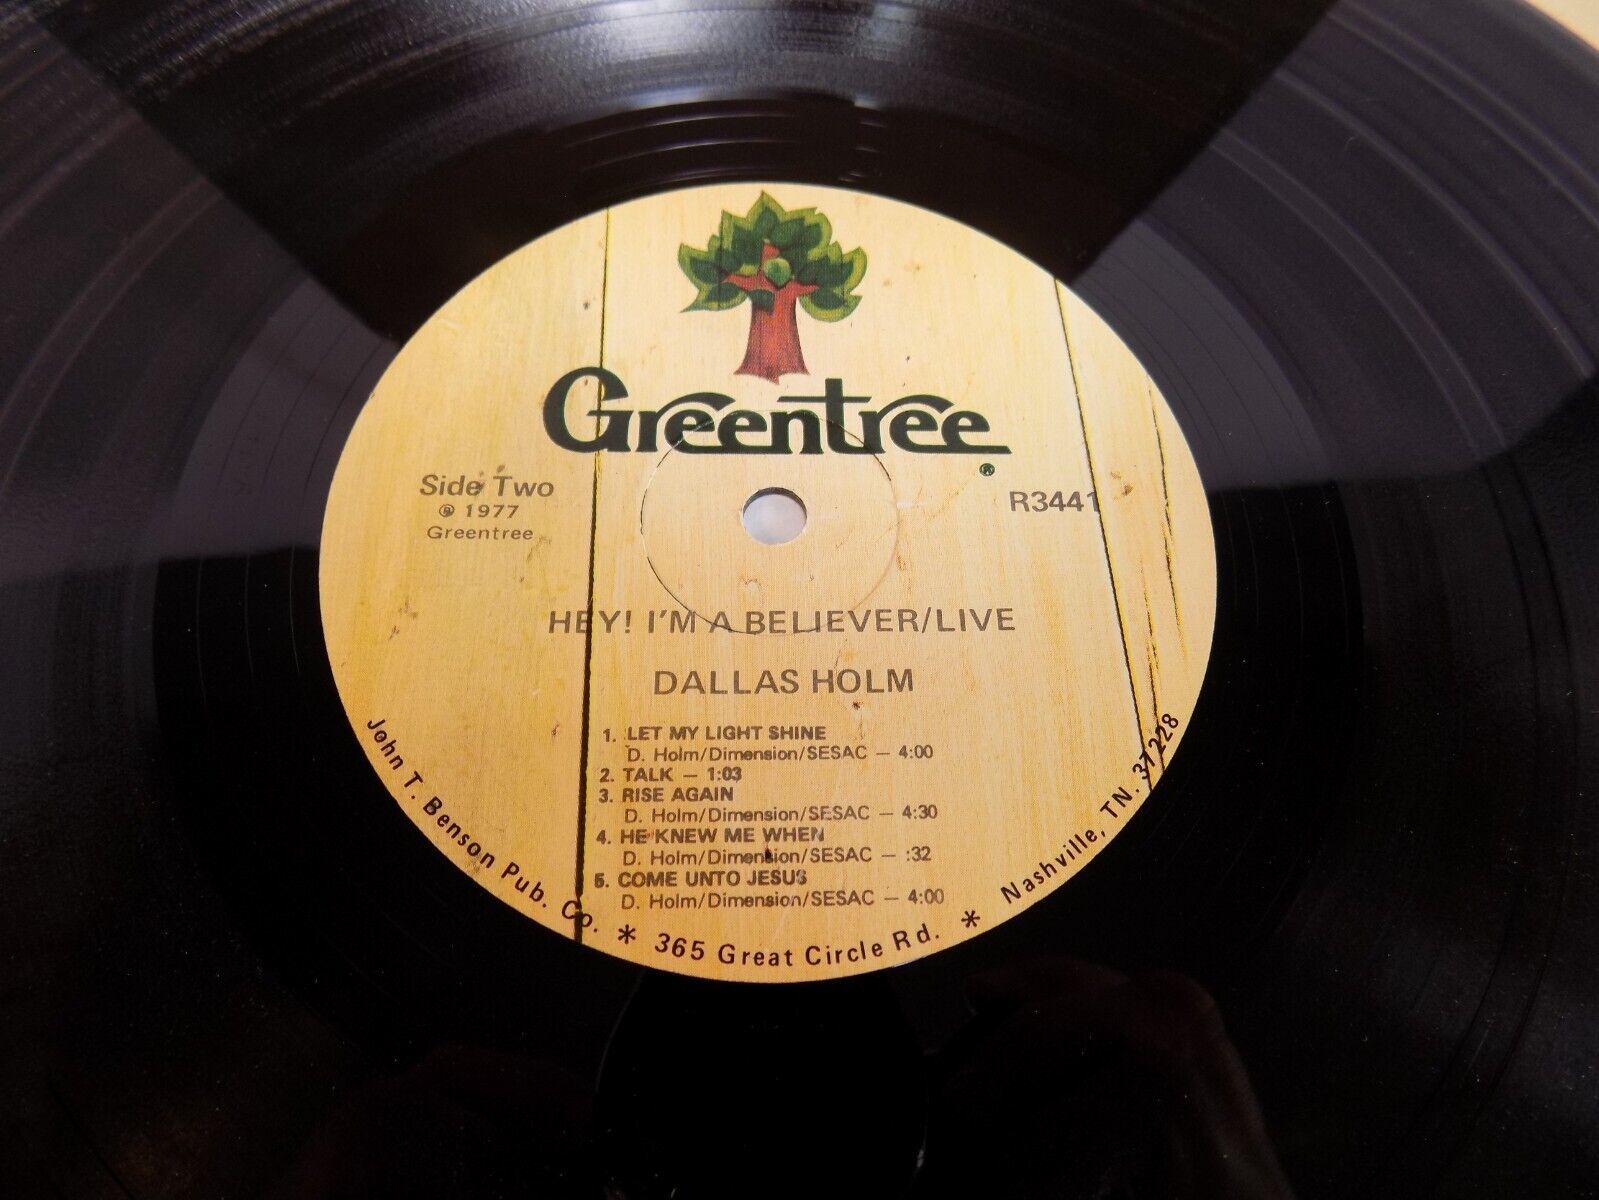 Greentree
®
Side Two
℗ 1977
Greentree
R3441
HEY! I'M A BELIEVER/LIVE
DALLAS HOLM
1. LET MY LIGHT SHINE
D. Holm/Dimension/SESAC — 4:00
2. TALK — 1:03
3. RISE AGAIN
D. Holm/Dimension/SESAC — 4:30
4. HE KNEW ME WHEN
D. Holm/Dimension/SESAC — :32
5. COME UNTO JESUS
D. Holm/Dimension/SESAC — 4:00
John T. Benson Pub. Co. * 365 Great Circle Rd. * Nashville, TN. 37228